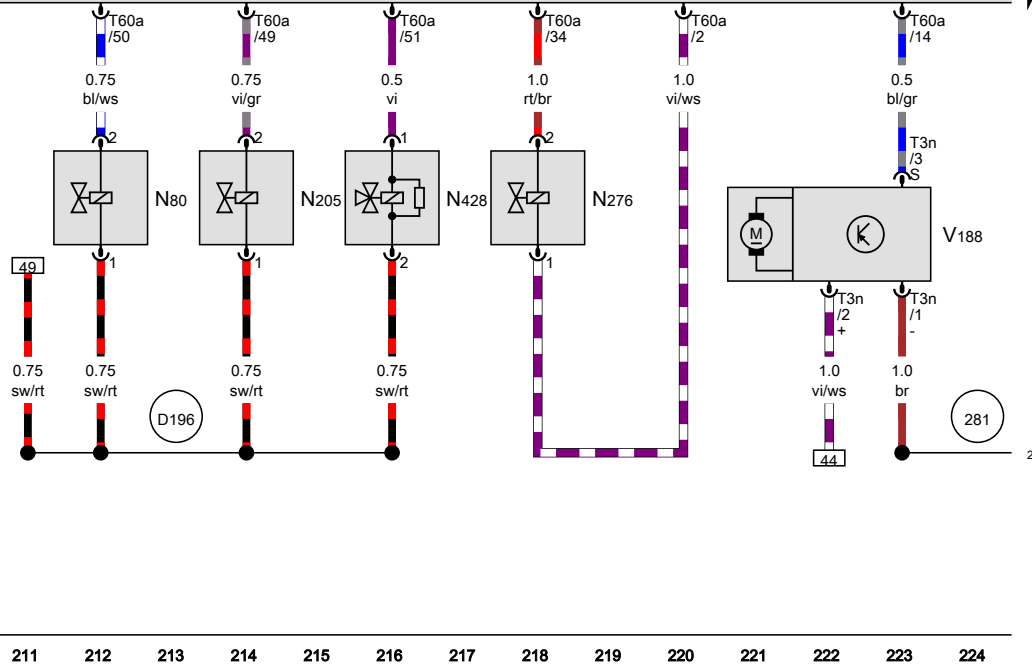 T60a T60a T60a T60a T60a T60a
/50 /49 /51 /34 /2 /14
0.75 0.75 0.5 1.0 1.0 0.5
bl/ws vi/gr vi rt/br vi/ws bl/gr
2 2 1 2 T3n
/3
S
N80 N205 N428 N276 V188
M
49 1 1 2 1 T3n T3n
/2 /1
+ -
0.75 0.75 0.75 0.75 1.0 1.0
sw/rt sw/rt sw/rt sw/rt vi/ws br
D196 281
44 2
211 212 213 214 215 216 217 218 219 220 221 222 223 224